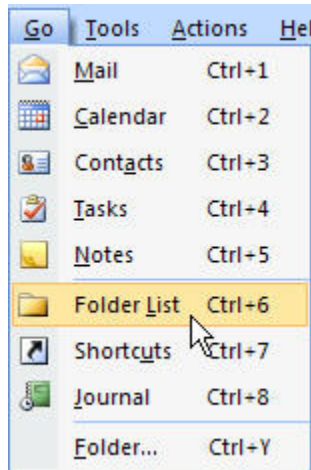 Go Tools Actions Hel
Mail Ctrl+1
Calendar Ctrl+2
Contacts Ctrl+3
Tasks Ctrl+4
Notes Ctrl+5
Folder List Ctrl+6
Shortcuts Ctrl+7
Journal Ctrl+8
Folder... Ctrl+Y